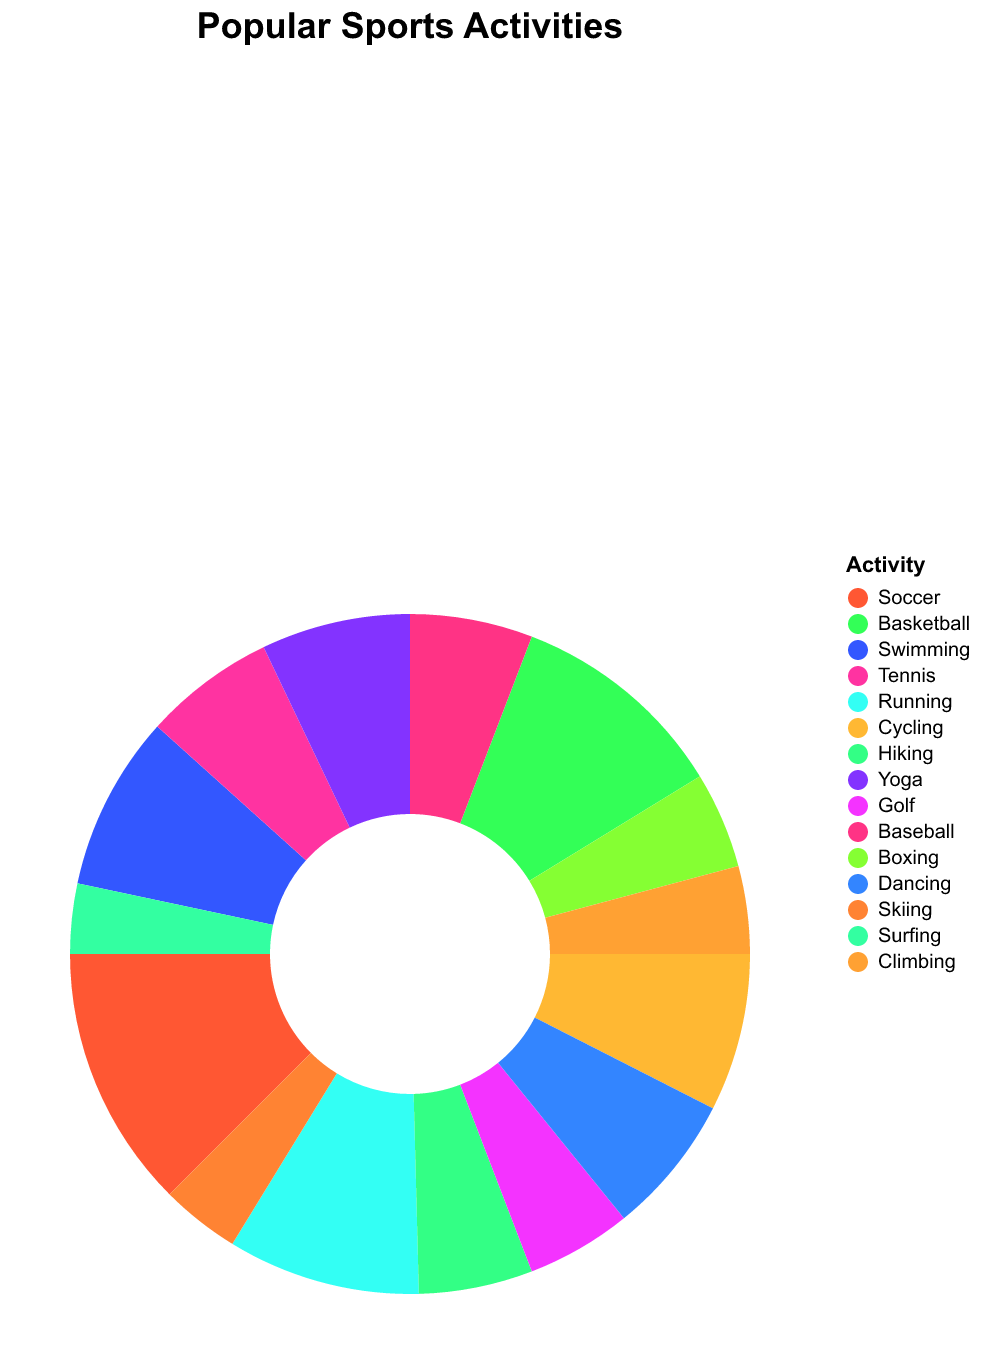 Popular Sports Activities
Activity
Soccer
Basketball
Swimming
Tennis
Running
Cycling
Hiking
Yoga
Golf
Baseball
Boxing
Dancing
Skiing
Surfing
Climbing